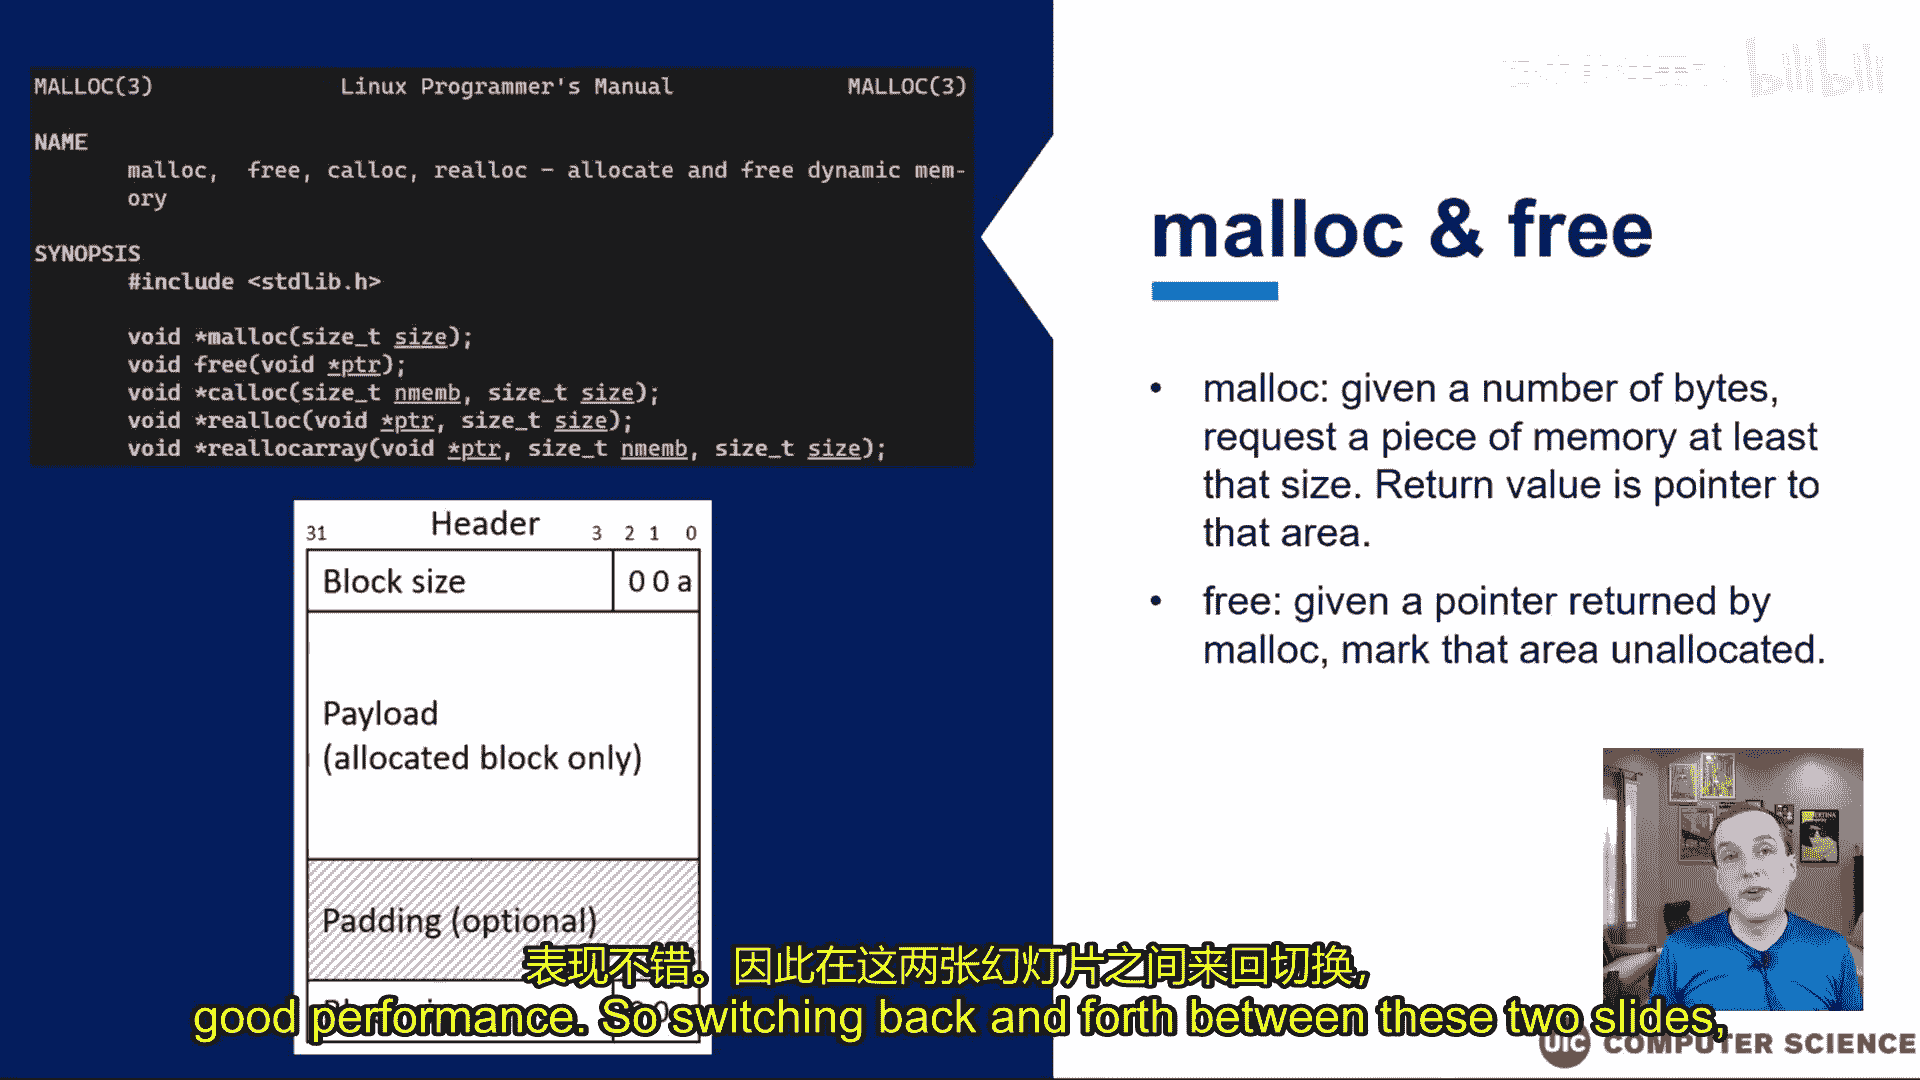 MALLOC(3) Linux Programmer's Manual MALLOC(3)
NAME
malloc, free, calloc, realloc – allocate and free dynamic mem-
ory
SYNOPSIS
#include <stdlib.h>
void *malloc(size_t size);
void free(void *ptr);
void *calloc(size_t nmemb, size_t size);
void *realloc(void *ptr, size_t size);
void *reallocarray(void *ptr, size_t nmemb, size_t size);
Header
31 3 2 1 0
Block size 0 0 a
Payload
(allocated block only)
Padding (optional)
bilibili
malloc & free
• malloc: given a number of bytes,
request a piece of memory at least
that size. Return value is pointer to
that area.
• free: given a pointer returned by
malloc, mark that area unallocated.
表现不错。因此在这两张幻灯片之间来回切换，
good performance. So switching back and forth between these two slides,
UIC COMPUTER SCIENCE